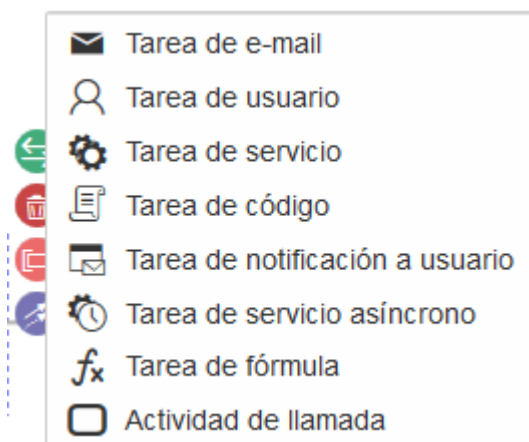 Tarea de e-mail
Tarea de usuario
Tarea de servicio
Tarea de código
Tarea de notificación a usuario
Tarea de servicio asíncrono
Tarea de fórmula
Actividad de llamada